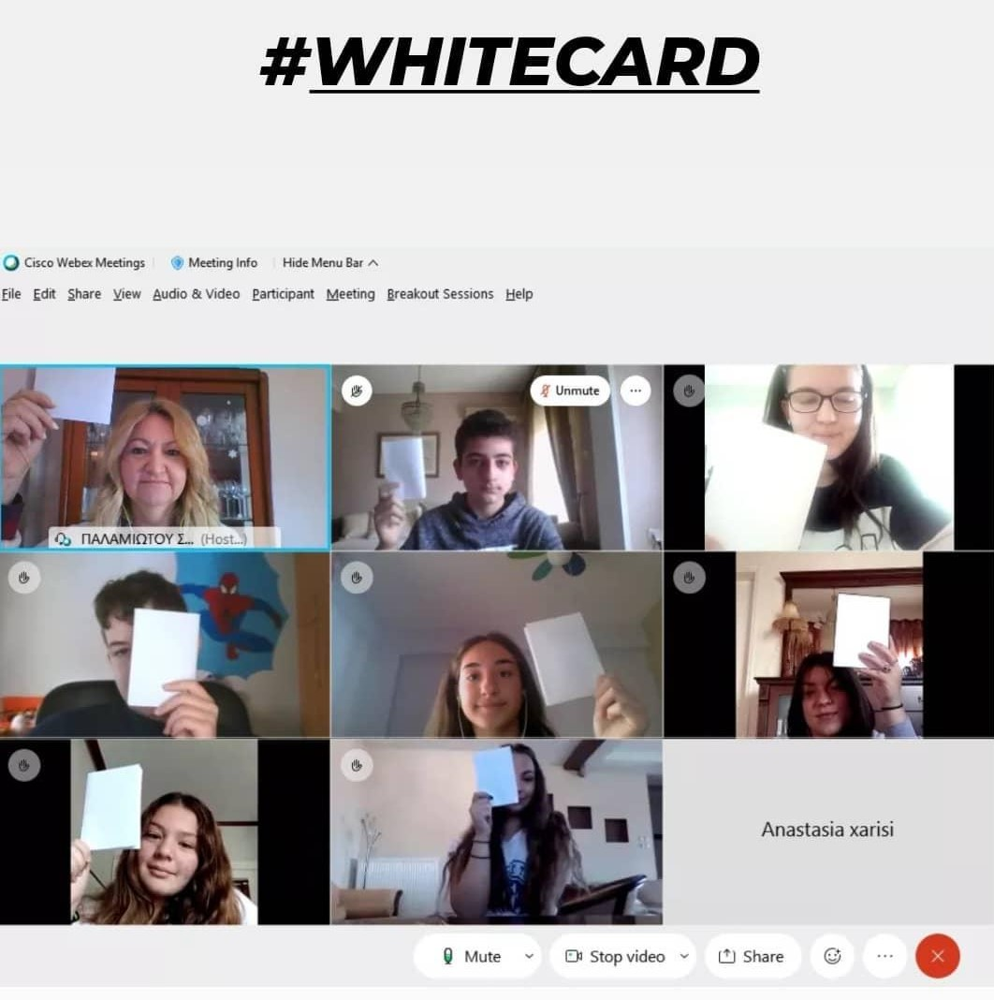 #WHITECARD
Cisco Webex Meetings Meeting Info Hide Menu Bar
File Edit Share View Audio & Video Participant Meeting Breakout Sessions Help
Unmute
ΠΑΛΑΜΙΩΤΟΥ Σ... (Host...)
Anastasia xarisi
Mute Stop video Share